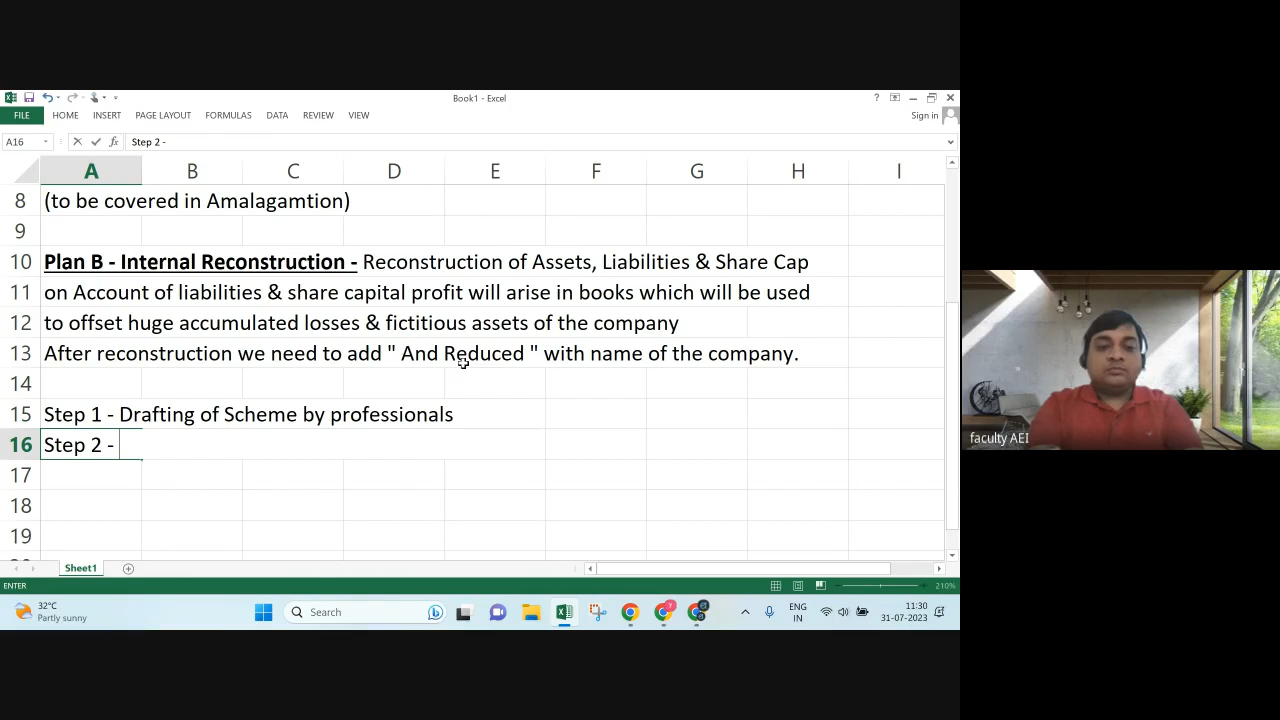 Book1 - Excel
FILE HOME INSERT PAGE LAYOUT FORMULAS DATA REVIEW VIEW
Sign in
A16 Step 2 -
A B C D E F G H I
8 (to be covered in Amalagamtion)
9
10 Plan B - Internal Reconstruction - Reconstruction of Assets, Liabilities & Share Cap
11 on Account of liabilities & share capital profit will arise in books which will be used
12 to offset huge accumulated losses & fictitious assets of the company
13 After reconstruction we need to add " And Reduced " with name of the company.
14
15 Step 1 - Drafting of Scheme by professionals
16 Step 2 -
17
18
19
faculty AEI
Sheet1
ENTER 210%
32°C
Partly sunny
Search
ENG
IN
11:30
31-07-2023